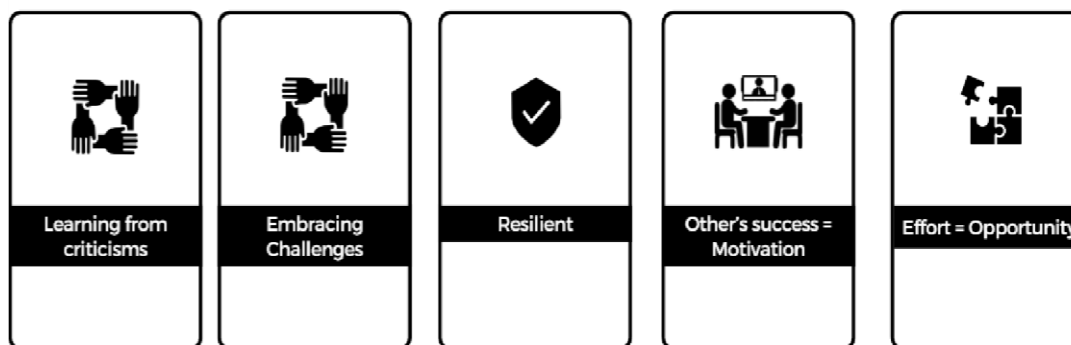 Learning from
criticisms
Embracing
Challenges
Resilient
Other's success =
Motivation
Effort = Opportunity